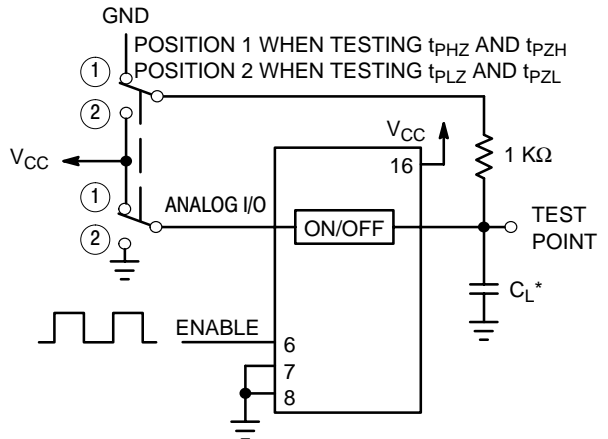 GND
POSITION 1 WHEN TESTING tPHZ AND tPZH
POSITION 2 WHEN TESTING tPLZ AND tPZL
1
2
VCC
VCC
16
1 KΩ
1
ANALOG I/O
ON/OFF
TEST
POINT
2
CL*
ENABLE
6
7
8